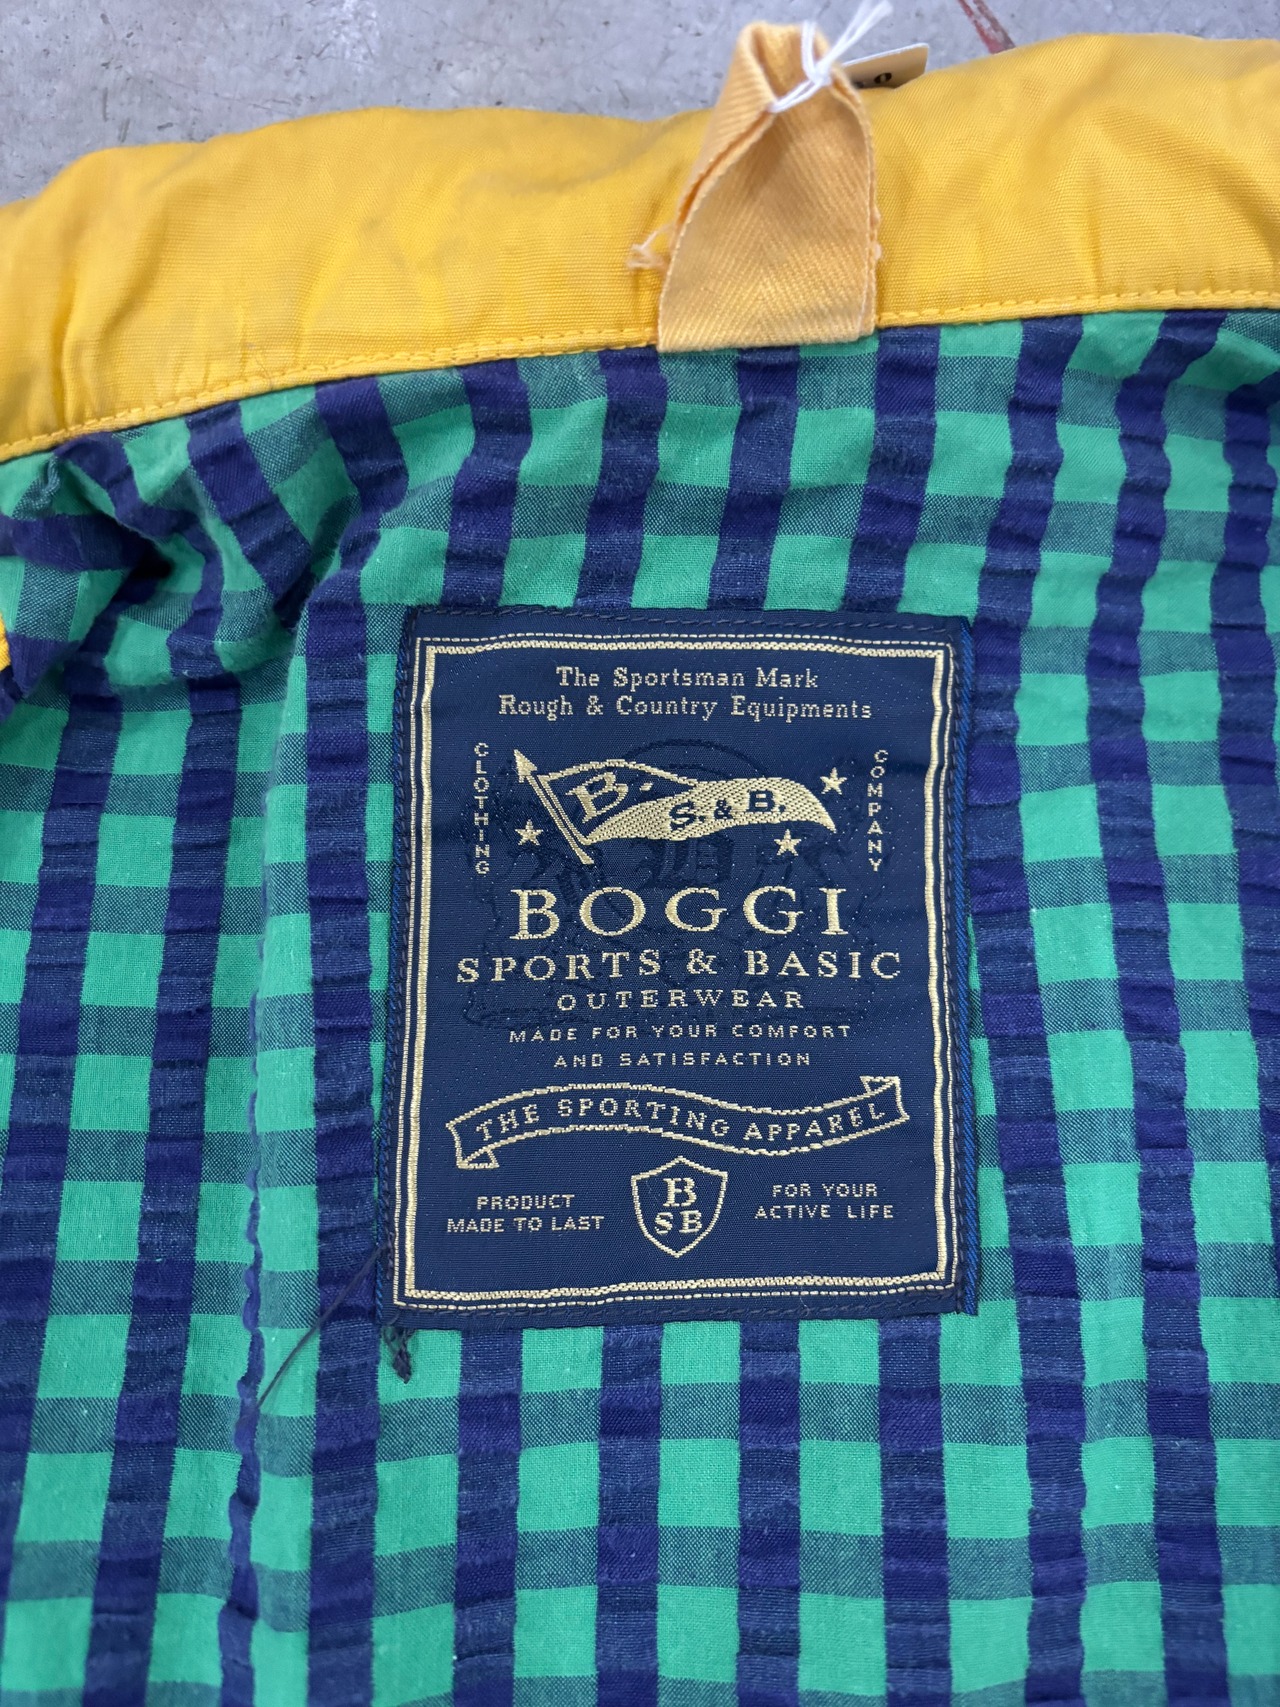 The Sportsman Mark
Rough & Country Equipments
CLOTHING
COMPANY
B.
S. & B.
BOGGI
SPORTS & BASIC
OUTERWEAR
MADE FOR YOUR COMFORT
AND SATISFACTION
THE SPORTING APPAREL
PRODUCT
MADE TO LAST
B
SB
FOR YOUR
ACTIVE LIFE